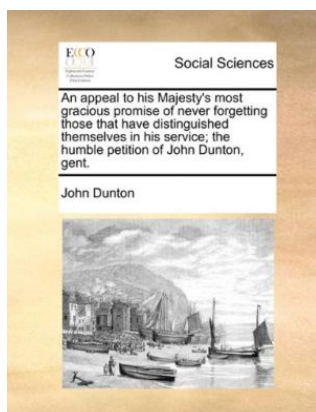 ECCO
Social Sciences
An appeal to his Majesty's most
gracious promise of never forgetting
those that have distinguished
themselves in his service; the
humble petition of John Dunton,
gent.
John Dunton